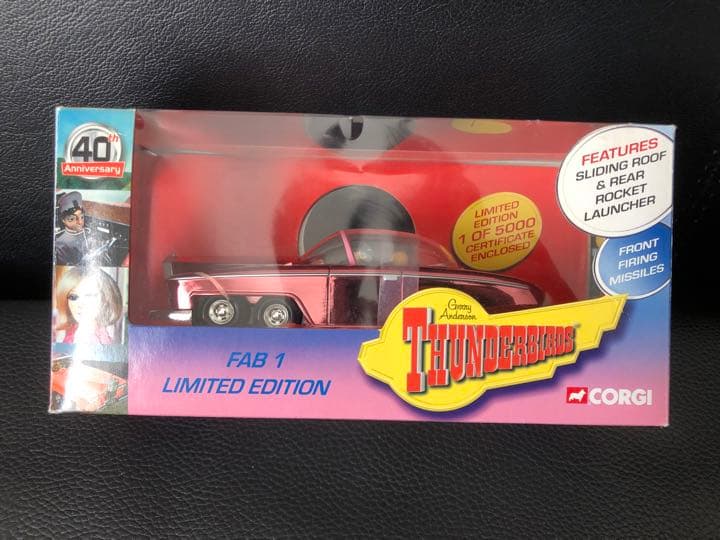 40th
Anniversary
LIMITED
EDITION
1 OF 5000
CERTIFICATE
ENCLOSED
FEATURES
SLIDING ROOF
& REAR
ROCKET
LAUNCHER
FRONT
FIRING
MISSILES
Gerry
Anderson
THUNDERBIRDS
FAB 1
LIMITED EDITION
CORGI